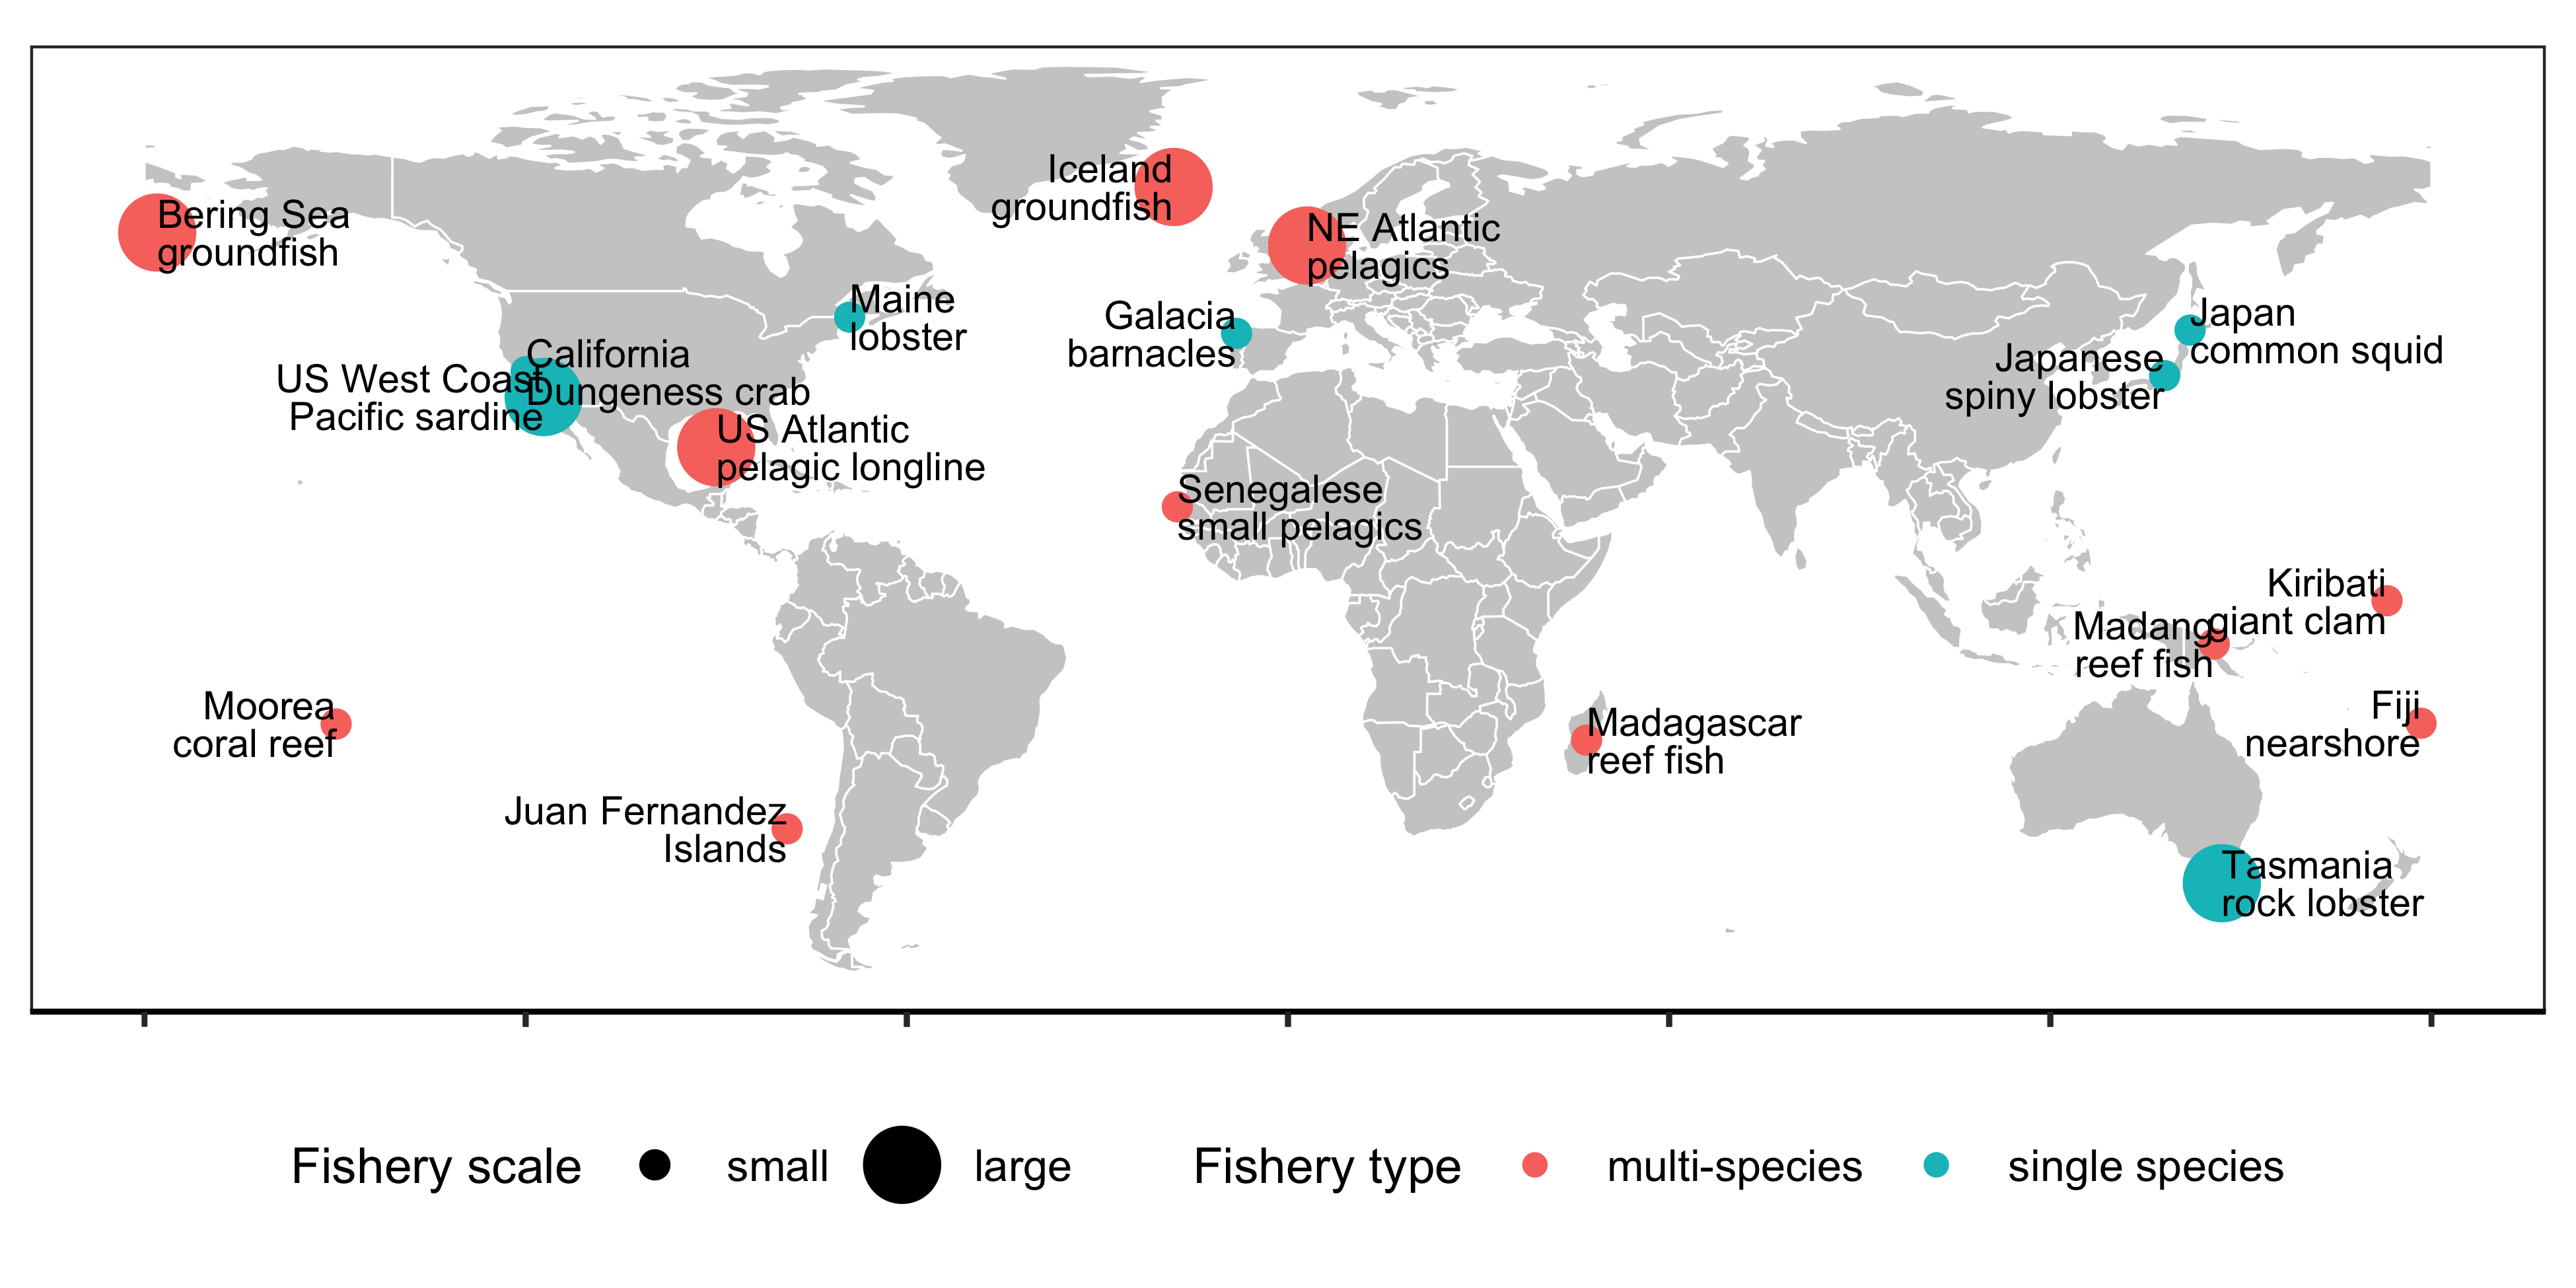 Iceland
groundfish
Bering Sea
groundfish
NE Atlantic
pelagics
Maine
lobster
Galacia
barnacles
Japan
common squid
Japanese
spiny lobster
California
Dungeness crab
US West Coast
Pacific sardine
US Atlantic
pelagic longline
Senegalese
small pelagics
Kiribati
giant clam
Madang
reef fish
Moorea
coral reef
Madagascar
reef fish
Fiji
nearshore
Juan Fernandez
Islands
Tasmania
rock lobster
Fishery scale small large Fishery type multi-species single species